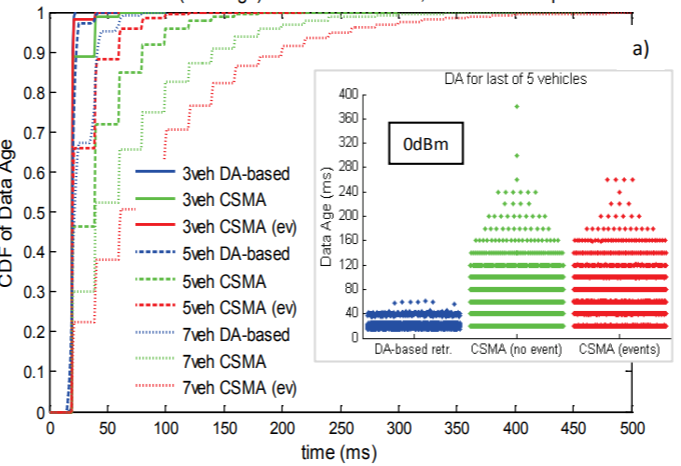 a)
1
0.9
0.8
0.7
0.6
0.5
0.4
0.3
0.2
0.1
0
CDF of Data Age
0 50 100 150 200 250 300 350 400 450 500
time (ms)
3veh DA-based
3veh CSMA
3veh CSMA (ev)
5veh DA-based
5veh CSMA
5veh CSMA (ev)
7veh DA-based
7veh CSMA
7veh CSMA (ev)
DA for last of 5 vehicles
0dBm
400
360
320
280
240
200
160
120
80
40
0
Data Age (ms)
DA-based retr. CSMA (no event) CSMA (events)